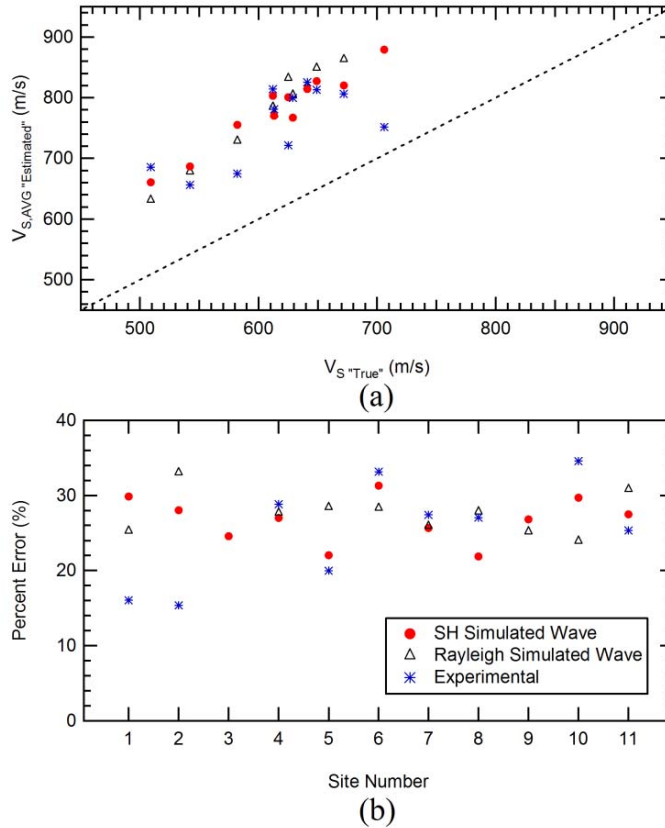 900
800
700
600
500
V_S,AVG "Estimated" (m/s)
500 600 700 800 900
V_S "True" (m/s)
(a)
40
30
20
10
0
Percent Error (%)
SH Simulated Wave
Rayleigh Simulated Wave
Experimental
1 2 3 4 5 6 7 8 9 10 11
Site Number
(b)